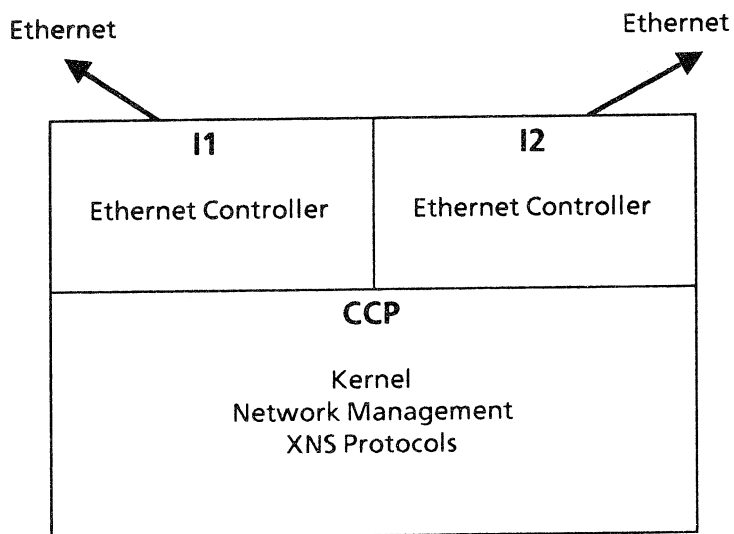 Ethernet
Ethernet
I1
I2
Ethernet Controller
Ethernet Controller
CCP
Kernel
Network Management
XNS Protocols